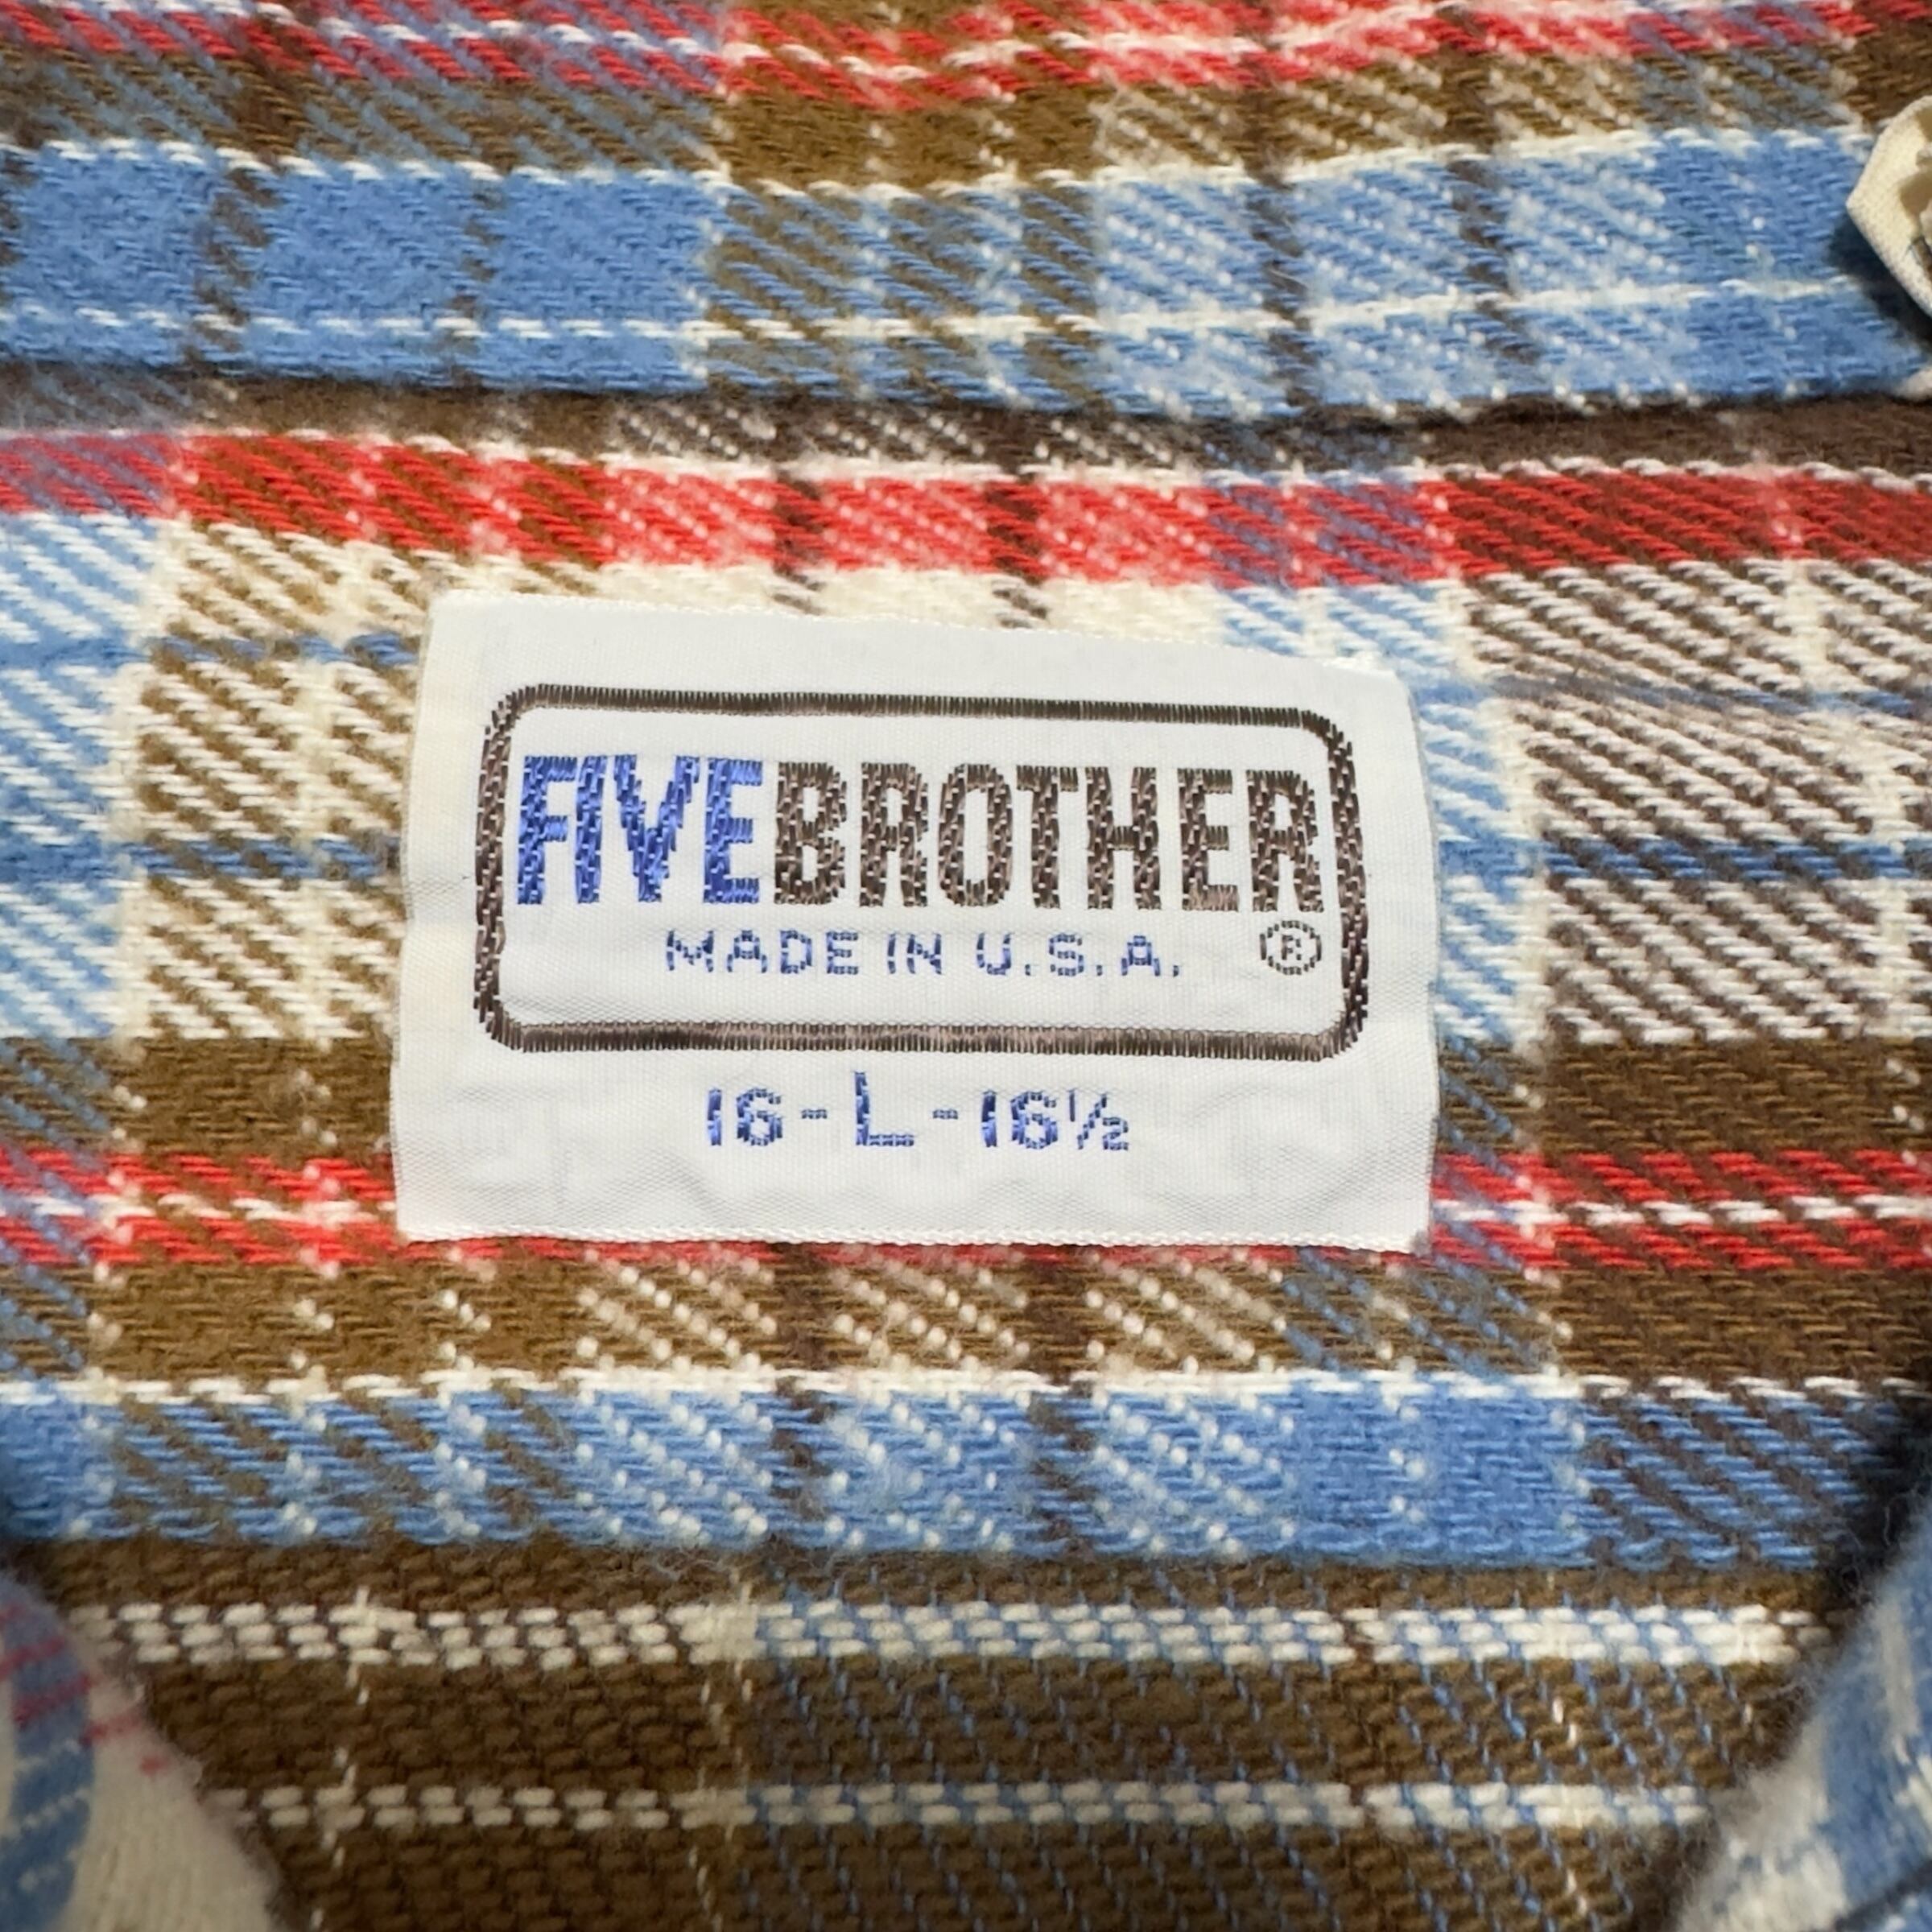 FIVEBROTHER
MADE IN U.S.A. ®
16-L-16½